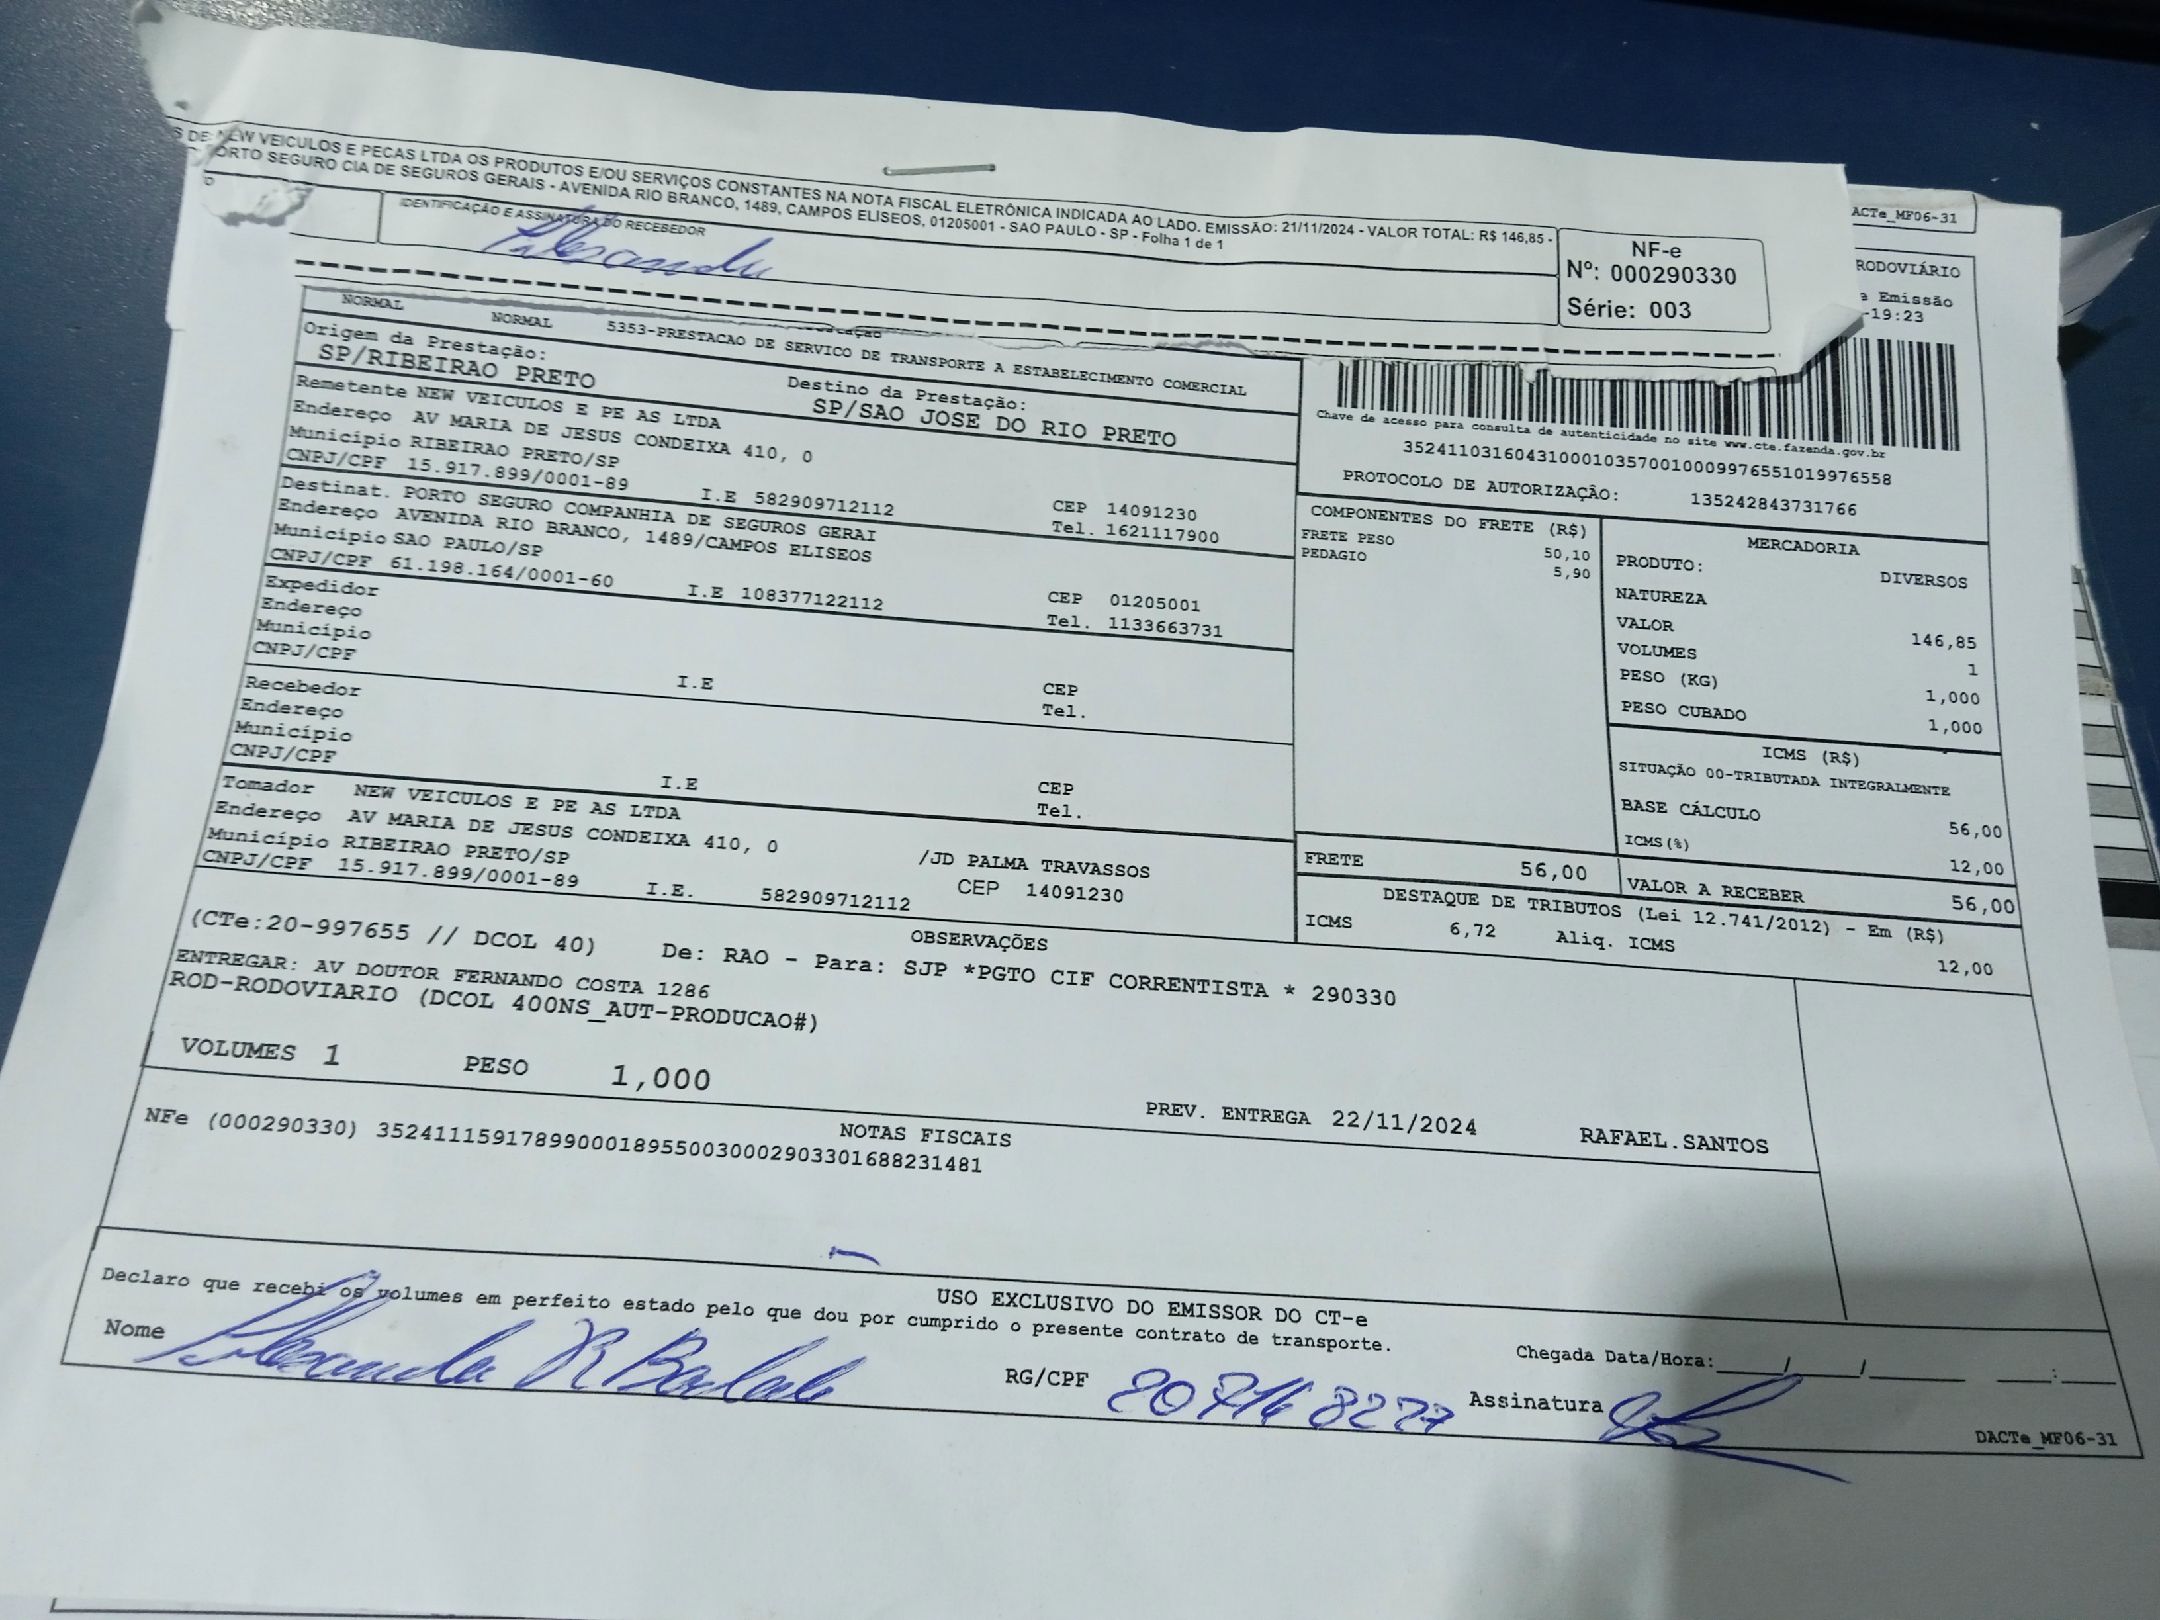 S DE: NEW VEICULOS E PECAS LTDA OS PRODUTOS E/OU SERVIÇOS CONSTANTES NA NOTA FISCAL ELETRÔNICA INDICADA AO LADO. EMISSÃO: 21/11/2024 - VALOR TOTAL: R$ 146,85 -
PORTO SEGURO CIA DE SEGUROS GERAIS - AVENIDA RIO BRANCO, 1489, CAMPOS ELISEOS, 01205001 - SAO PAULO - SP - Folha 1 de 1
IDENTIFICAÇÃO E ASSINATURA DO RECEBEDOR
NF-e
Nº: 000290330
Série: 003
DACTe_MF06-31
RODOVIÁRIO
Emissão
-19:23
NORMAL NORMAL 5353-PRESTACAO DE SERVICO DE TRANSPORTE A ESTABELECIMENTO COMERCIAL
Origem da Prestação: Destino da Prestação:
SP/RIBEIRAO PRETO SP/SAO JOSE DO RIO PRETO
Remetente NEW VEICULOS E PE AS LTDA
Endereço AV MARIA DE JESUS CONDEIXA 410, 0
Município RIBEIRAO PRETO/SP CEP 14091230
CNPJ/CPF 15.917.899/0001-89 I.E 582909712112 Tel. 1621117900
Destinat. PORTO SEGURO COMPANHIA DE SEGUROS GERAI
Endereço AVENIDA RIO BRANCO, 1489/CAMPOS ELISEOS
Município SAO PAULO/SP CEP 01205001
CNPJ/CPF 61.198.164/0001-60 I.E 108377122112 Tel. 1133663731
Expedidor
Endereço
Município CEP
CNPJ/CPF I.E Tel.
Recebedor
Endereço
Município CEP
CNPJ/CPF I.E Tel.
Tomador NEW VEICULOS E PE AS LTDA
Endereço AV MARIA DE JESUS CONDEIXA 410, 0 /JD PALMA TRAVASSOS
Município RIBEIRAO PRETO/SP CEP 14091230
CNPJ/CPF 15.917.899/0001-89 I.E. 582909712112
Chave de acesso para consulta de autenticidade no site www.cte.fazenda.gov.br
35241103160431000103570010009976551019976558
PROTOCOLO DE AUTORIZAÇÃO: 135242843731766
COMPONENTES DO FRETE (R$)
FRETE PESO 50,10
PEDAGIO 5,90
MERCADORIA
PRODUTO: DIVERSOS
NATUREZA
VALOR 146,85
VOLUMES 1
PESO (KG) 1,000
PESO CUBADO 1,000
ICMS (R$)
SITUAÇÃO 00-TRIBUTADA INTEGRALMENTE
BASE CÁLCULO 56,00
ICMS(%) 12,00
FRETE 56,00 VALOR A RECEBER 56,00
DESTAQUE DE TRIBUTOS (Lei 12.741/2012) - Em (R$)
ICMS 6,72 Aliq. ICMS 12,00
OBSERVAÇÕES
(CTe:20-997655 // DCOL 40) De: RAO - Para: SJP *PGTO CIF CORRENTISTA * 290330
ENTREGAR: AV DOUTOR FERNANDO COSTA 1286
ROD-RODOVIARIO (DCOL 400NS_AUT-PRODUCAO#)
VOLUMES 1 PESO 1,000 PREV. ENTREGA 22/11/2024 RAFAEL.SANTOS
NOTAS FISCAIS
NFe (000290330) 35241115917899000189550030002903301688231481
USO EXCLUSIVO DO EMISSOR DO CT-e
Declaro que recebi os volumes em perfeito estado pelo que dou por cumprido o presente contrato de transporte.
Nome RG/CPF Assinatura
Chegada Data/Hora:____/____/____ ___:___
DACTe_MF06-31